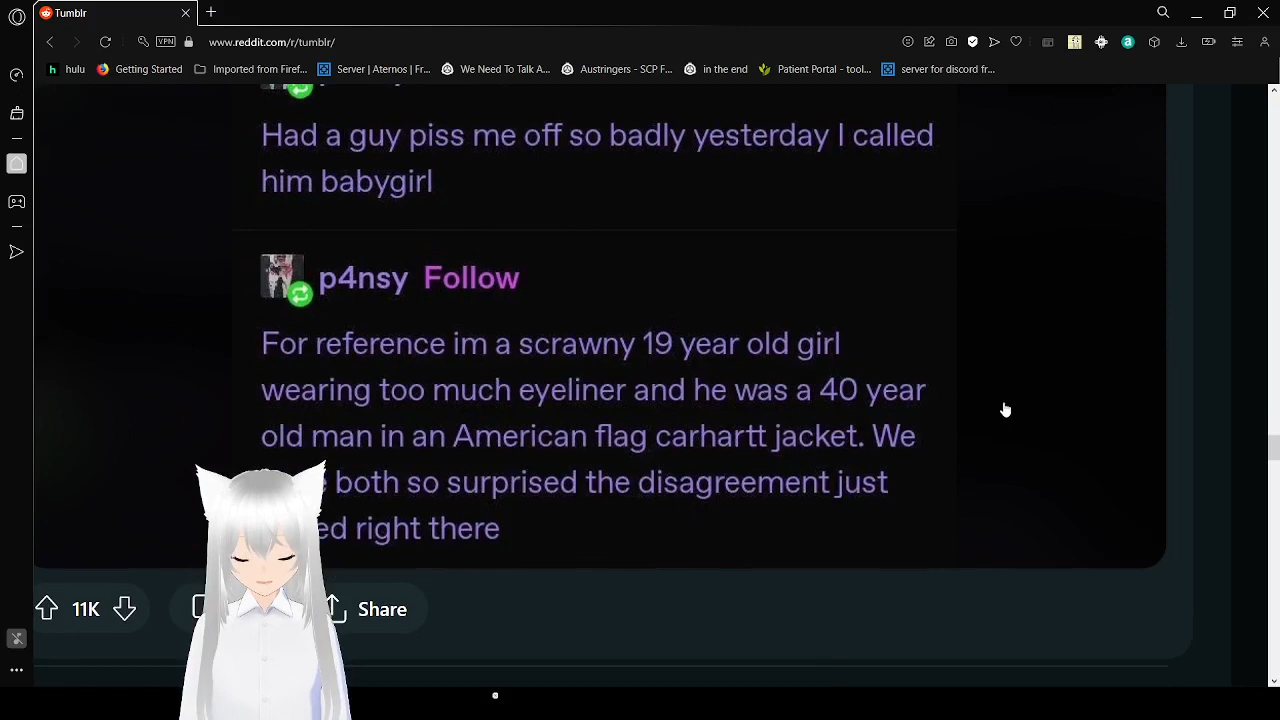 Tumblr
www.reddit.com/r/tumblr/
VPN
hulu
Getting Started
Imported from Firef...
Server | Aternos | Fr...
We Need To Talk A...
Austringers - SCP F...
in the end
Patient Portal - tool...
server for discord fr...
Had a guy piss me off so badly yesterday I called
him babygirl
p4nsy Follow
For reference im a scrawny 19 year old girl
wearing too much eyeliner and he was a 40 year
old man in an American flag carhartt jacket. We
both so surprised the disagreement just
right there
11K
Share